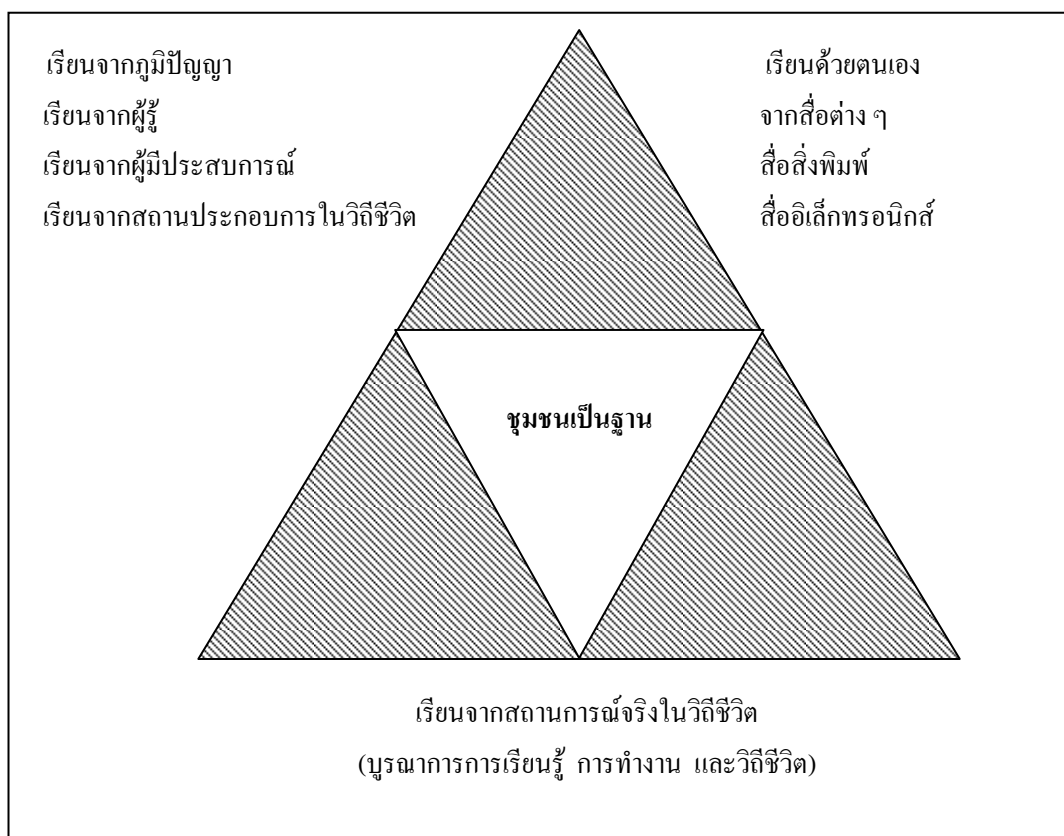 เรียนจากภูมิปัญญา
เรียนจากผู้รู้
เรียนจากผู้มีประสบการณ์
เรียนจากสถานประกอบการในวิถีชีวิต
เรียนด้วยตนเอง
จากสื่อต่าง ๆ
สื่อสิ่งพิมพ์
สื่ออิเล็กทรอนิกส์
ชุมชนเป็นฐาน
เรียนจากสถานการณ์จริงในวิถีชีวิต
(บูรณาการการเรียนรู้ การทำงาน และวิถีชีวิต)